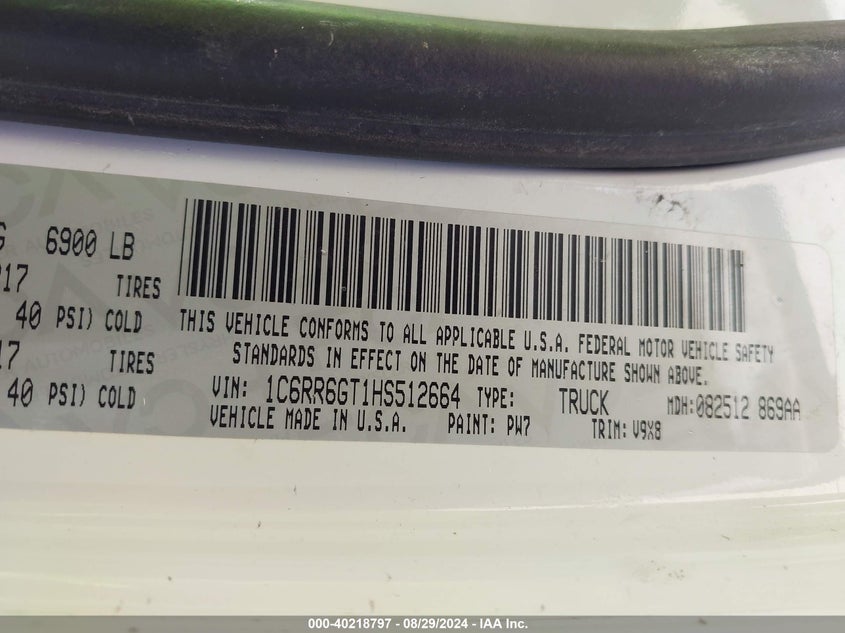 6900 LB
TIRES
40 PSI) COLD
17 TIRES
40 PSI) COLD
THIS VEHICLE CONFORMS TO ALL APPLICABLE U.S.A. FEDERAL MOTOR VEHICLE SAFETY
STANDARDS IN EFFECT ON THE DATE OF MANUFACTURE SHOWN ABOVE.
VIN: 1C6RR6GT1HS512664 TYPE: TRUCK MDH:082512 869AA
VEHICLE MADE IN U.S.A. PAINT: PW7 TRIM: V9X8
000-40218797 - 08/29/2024 - IAA Inc.